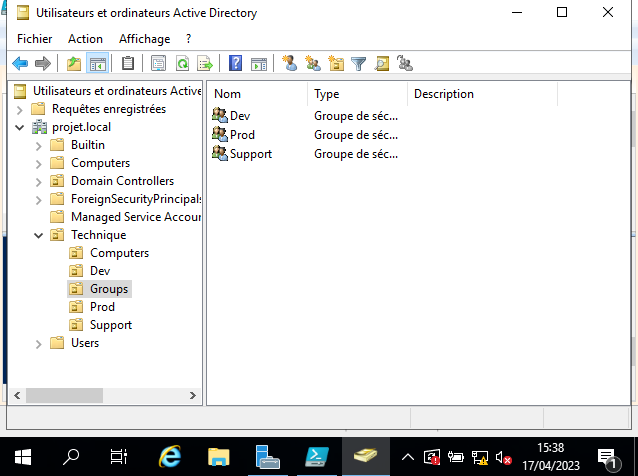 Utilisateurs et ordinateurs Active Directory
Fichier Action Affichage ?
Utilisateurs et ordinateurs Active
Requêtes enregistrées
projet.local
Builtin
Computers
Domain Controllers
ForeignSecurityPrincipals
Managed Service Accour
Technique
Computers
Dev
Groups
Prod
Support
Users
Nom Type Description
Dev Groupe de séc...
Prod Groupe de séc...
Support Groupe de séc...
15:38
17/04/2023
1